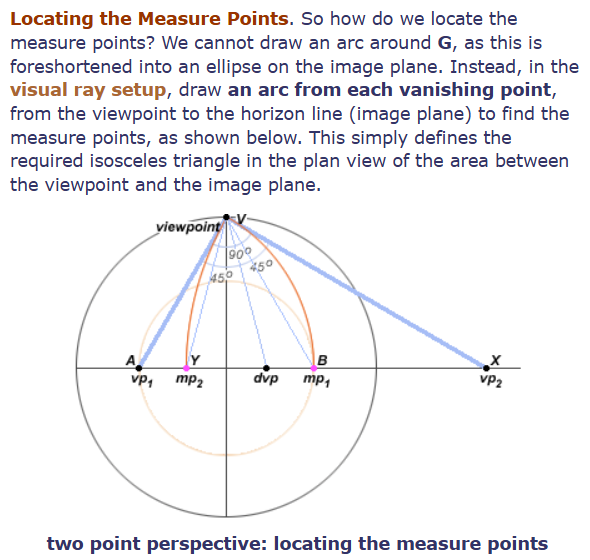 Locating the Measure Points. So how do we locate the
measure points? We cannot draw an arc around G, as this is
foreshortened into an ellipse on the image plane. Instead, in the
visual ray setup, draw an arc from each vanishing point,
from the viewpoint to the horizon line (image plane) to find the
measure points, as shown below. This simply defines the
required isosceles triangle in the plan view of the area between
the viewpoint and the image plane.
viewpoint V
90°
45°
45°
A Y B X
vp1 mp2 dvp mp1 vp2
two point perspective: locating the measure points